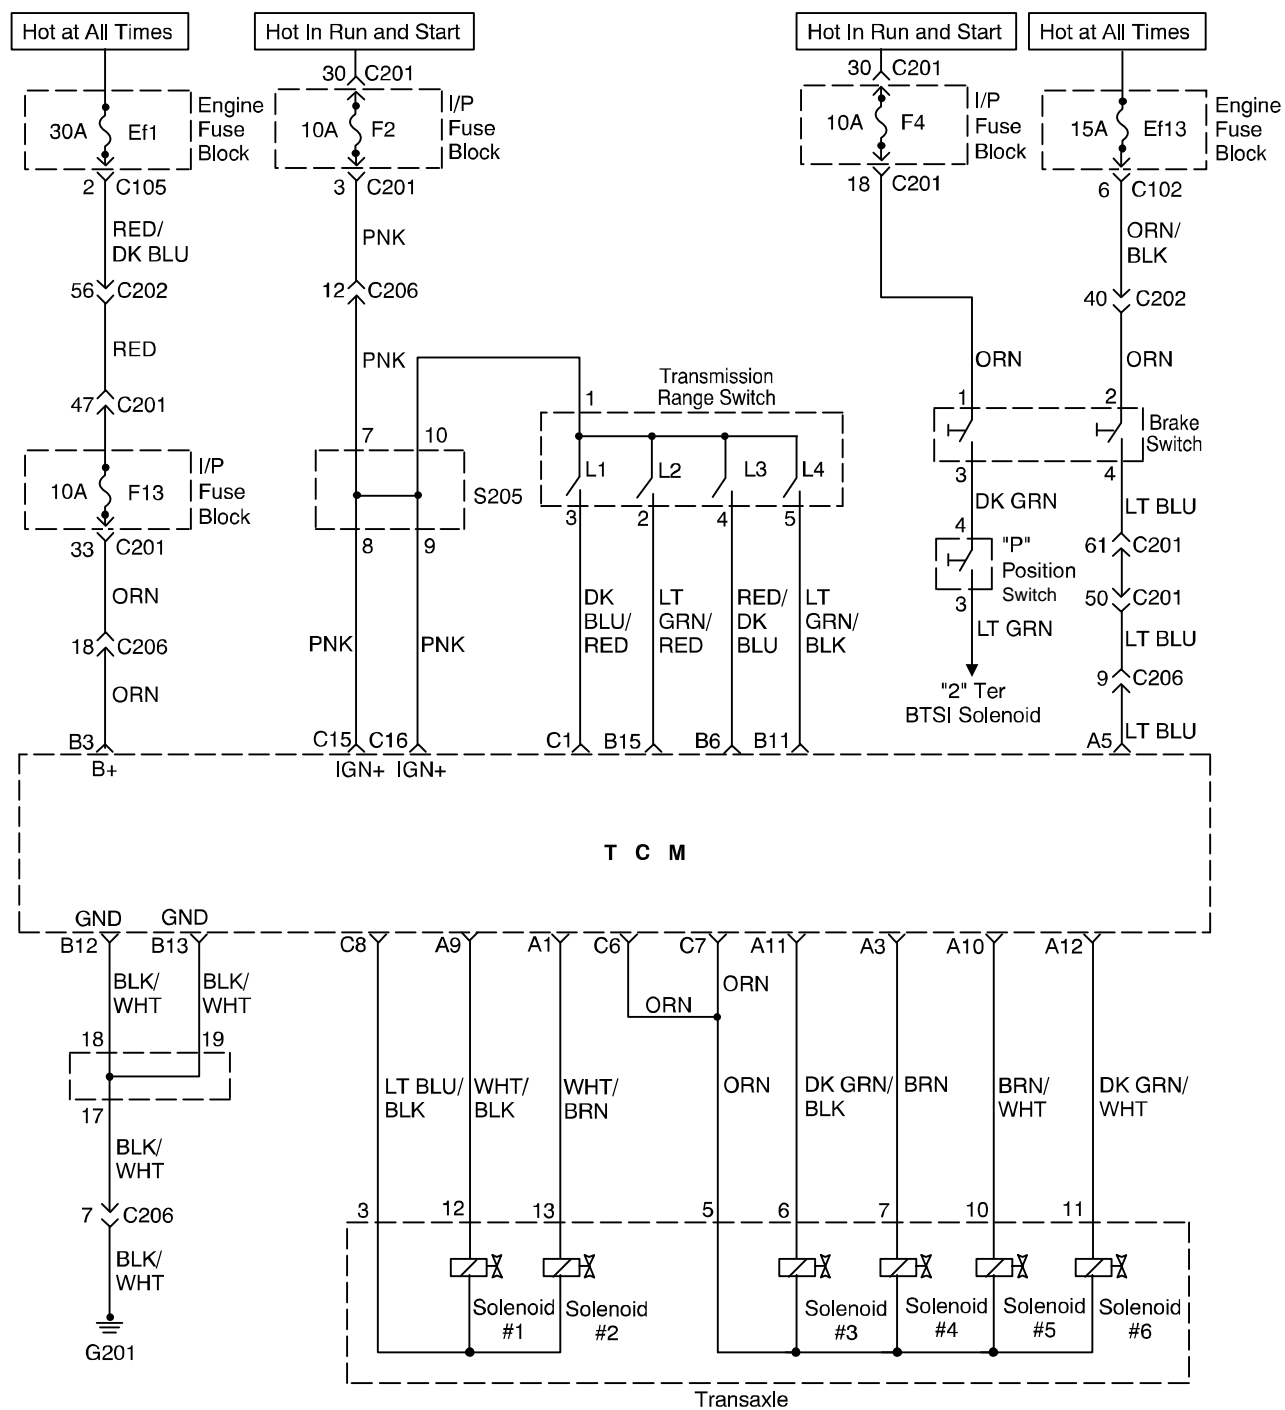 Hot at All Times
Hot In Run and Start
Hot In Run and Start
Hot at All Times
30 C201
30 C201
30A Ef1
Engine
Fuse
Block
10A F2
I/P
Fuse
Block
10A F4
I/P
Fuse
Block
15A Ef13
Engine
Fuse
Block
2 C105
3 C201
18 C201
6 C102
RED/
DK BLU
PNK
ORN/
BLK
56 C202
12 C206
40 C202
RED
PNK
ORN
ORN
47 C201
Transmission
Range Switch
1
1
2
Brake
Switch
7
10
10A F13
I/P
Fuse
Block
S205
L1
L2
L3
L4
3
4
8
9
3
2
4
5
33 C201
DK GRN
LT BLU
4
61 C201
"P"
Position
Switch
3
50 C201
ORN
DK
BLU/
RED
LT
GRN/
RED
RED/
DK
BLU
LT
GRN/
BLK
18 C206
PNK
PNK
LT GRN
LT BLU
9 C206
ORN
"2" Ter
BTSI Solenoid
LT BLU
B3
C15
C16
C1
B15
B6
B11
A5
B+
IGN+
IGN+
T C M
GND
GND
B12
B13
C8
A9
A1
C6
C7
A11
A3
A10
A12
BLK/
WHT
BLK/
WHT
ORN
ORN
18
19
LT BLU/
BLK
WHT/
BLK
WHT/
BRN
ORN
DK GRN/
BLK
BRN
BRN/
WHT
DK GRN/
WHT
17
BLK/
WHT
7 C206
3
12
13
5
6
7
10
11
BLK/
WHT
Solenoid
#1
Solenoid
#2
Solenoid
#3
Solenoid
#4
Solenoid
#5
Solenoid
#6
G201
Transaxle